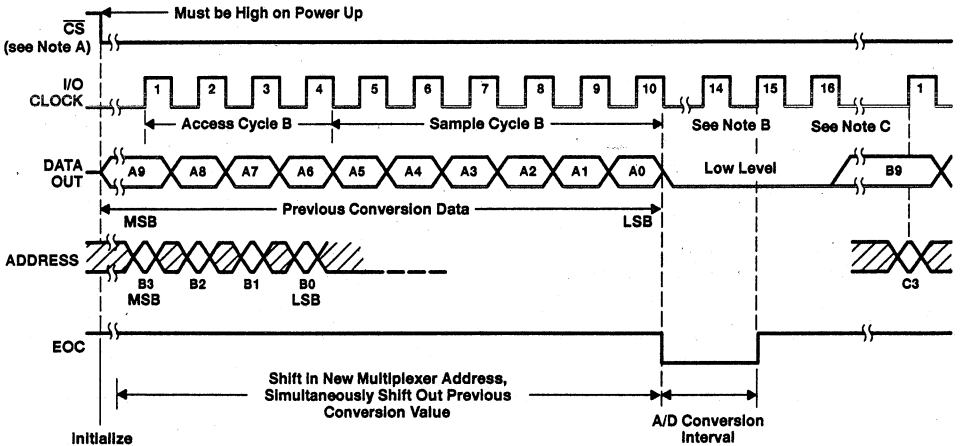 Must be High on Power Up
CS
(see Note A)
I/O
CLOCK
1 2 3 4 5 6 7 8 9 10 14 15 16 1
Access Cycle B
Sample Cycle B
See Note B
See Note C
DATA
OUT
A9 A8 A7 A6 A5 A4 A3 A2 A1 A0
Low Level
B9
Previous Conversion Data
MSB
LSB
ADDRESS
B3 B2 B1 B0
MSB
LSB
C3
EOC
Shift in New Multiplexer Address,
Simultaneously Shift Out Previous
Conversion Value
A/D Conversion
Interval
Initialize